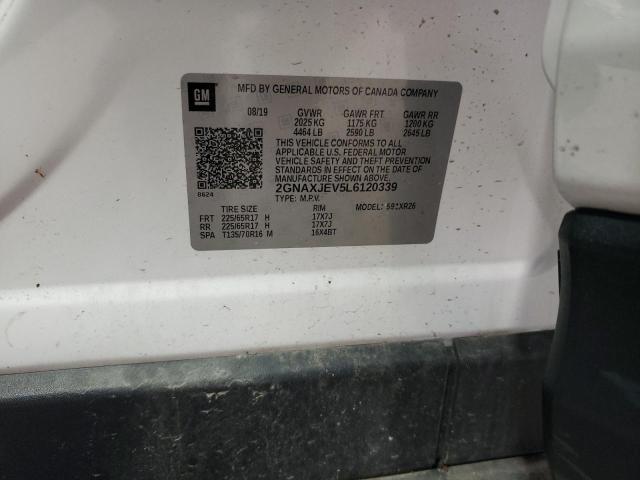 GM
MFD BY GENERAL MOTORS OF CANADA COMPANY
08/19 GVWR GAWR FRT GAWR RR
2025 KG 1175 KG 1200 KG
4464 LB 2590 LB 2645 LB
THIS VEHICLE CONFORMS TO ALL
APPLICABLE U.S. FEDERAL MOTOR
VEHICLE SAFETY AND THEFT PREVENTION
STANDARDS IN EFFECT ON THE DATE OF
MANUFACTURE SHOWN ABOVE.
2GNAXJEV5L6120339
8624
TYPE: M.P.V.
TIRE SIZE RIM MODEL:
FRT 225/65R17 H 17X7J
RR 225/65R17 H 17X7J
SPA T135/70R16 M 16X4BT